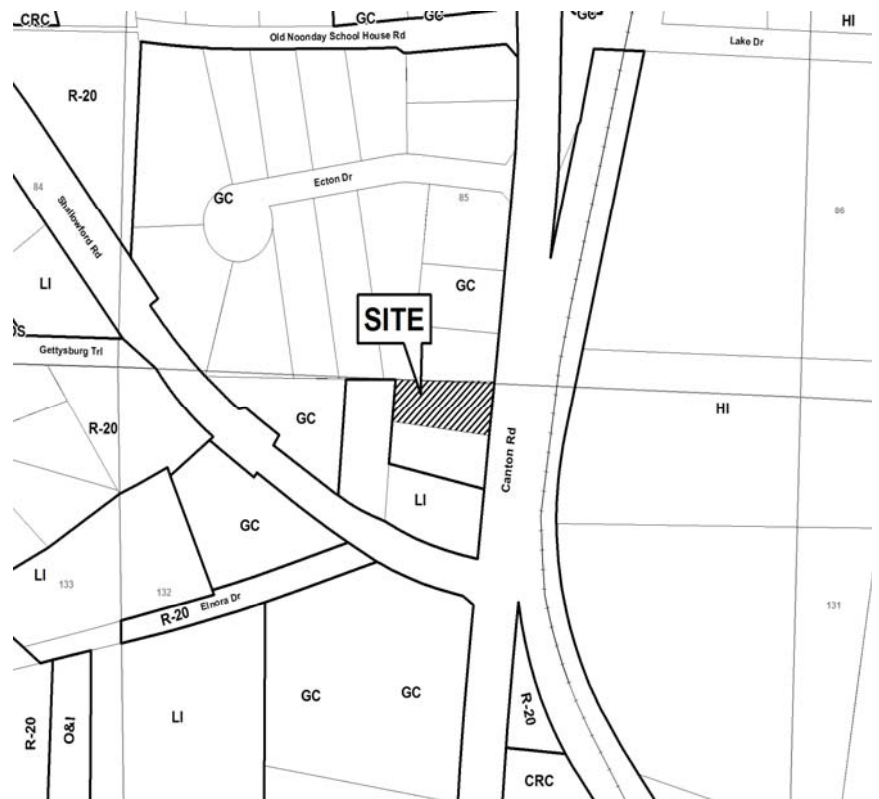 CRC
GC
GC
GC
HI
Old Noonday School House Rd
Lake Dr
R-20
Ecton Dr
84
GC
85
86
Shallowford Rd
LI
GC
SITE
OS
Gettysburg Trl
HI
GC
R-20
Canton Rd
LI
GC
LI
133
132
R-20
Elnora Dr
131
GC
GC
R-20
LI
R-20
O&I
CRC